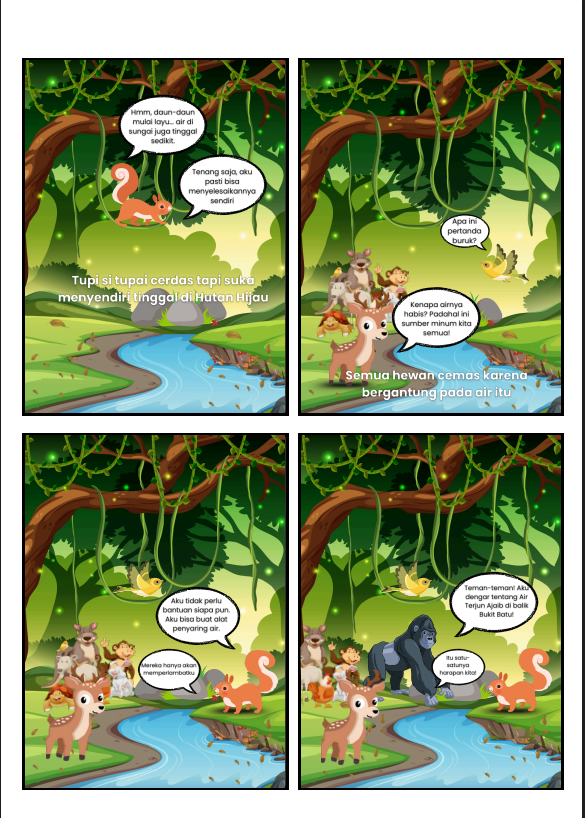 Hmm, daun-daun
mulai layu... air di
sungai juga tinggal
sedikit.
Tenang saja, aku
pasti bisa
menyelesaikannya
sendiri
Tupi si tupai cerdas tapi suka
menyendiri tinggal di Hutan Hijau
Apa ini
pertanda
buruk?
Kenapa airnya
habis? Padahal ini
sumber minum kita
semua!
Semua hewan cemas karena
bergantung pada air itu
Aku tidak perlu
bantuan siapa pun.
Aku bisa buat alat
penyaring air.
Mereka hanya akan
memperlambatku
Teman-teman! Aku
dengar tentang Air
Terjun Ajaib di balik
Bukit Batu!
Itu satu-
satunya
harapan kita!